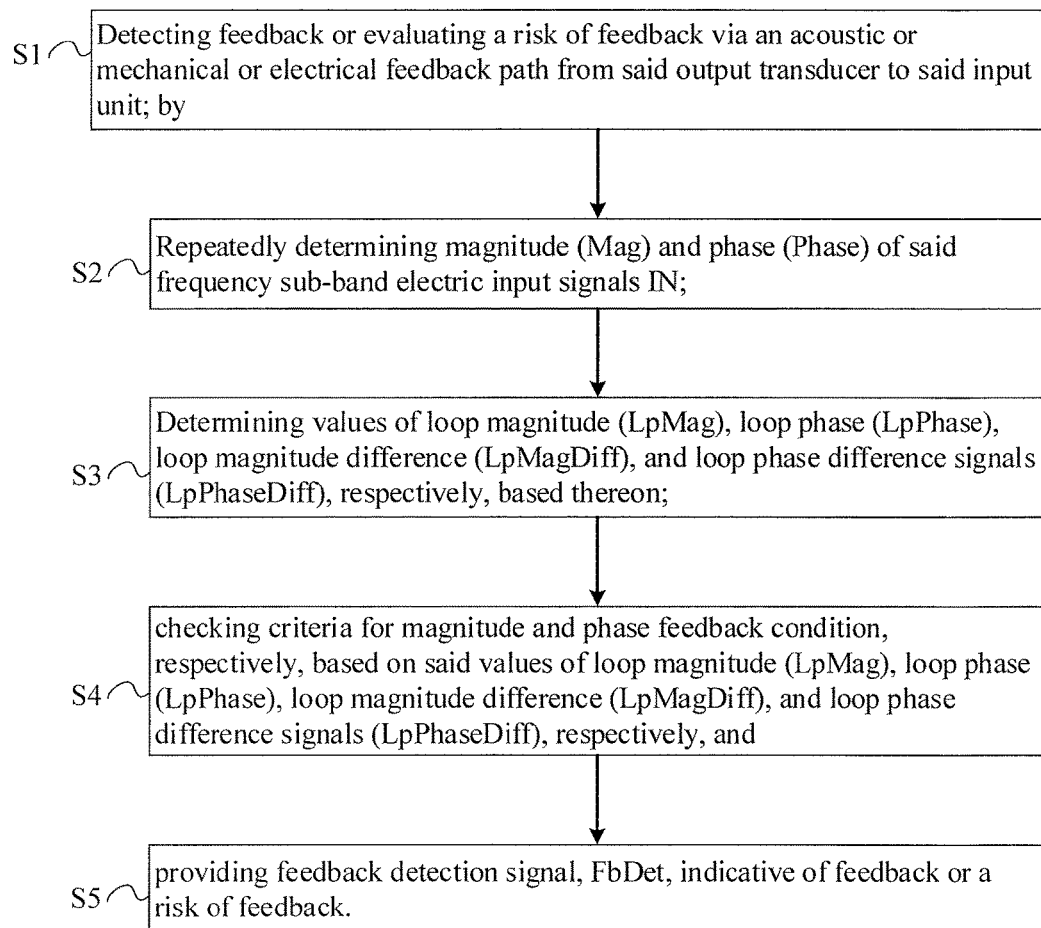 S1
Detecting feedback or evaluating a risk of feedback via an acoustic or
mechanical or electrical feedback path from said output transducer to said input
unit; by
S2
Repeatedly determining magnitude (Mag) and phase (Phase) of said
frequency sub-band electric input signals IN;
S3
Determining values of loop magnitude (LpMag), loop phase (LpPhase),
loop magnitude difference (LpMagDiff), and loop phase difference signals
(LpPhaseDiff), respectively, based thereon;
S4
checking criteria for magnitude and phase feedback condition,
respectively, based on said values of loop magnitude (LpMag), loop phase
(LpPhase), loop magnitude difference (LpMagDiff), and loop phase
difference signals (LpPhaseDiff), respectively, and
S5
providing feedback detection signal, FbDet, indicative of feedback or a
risk of feedback.